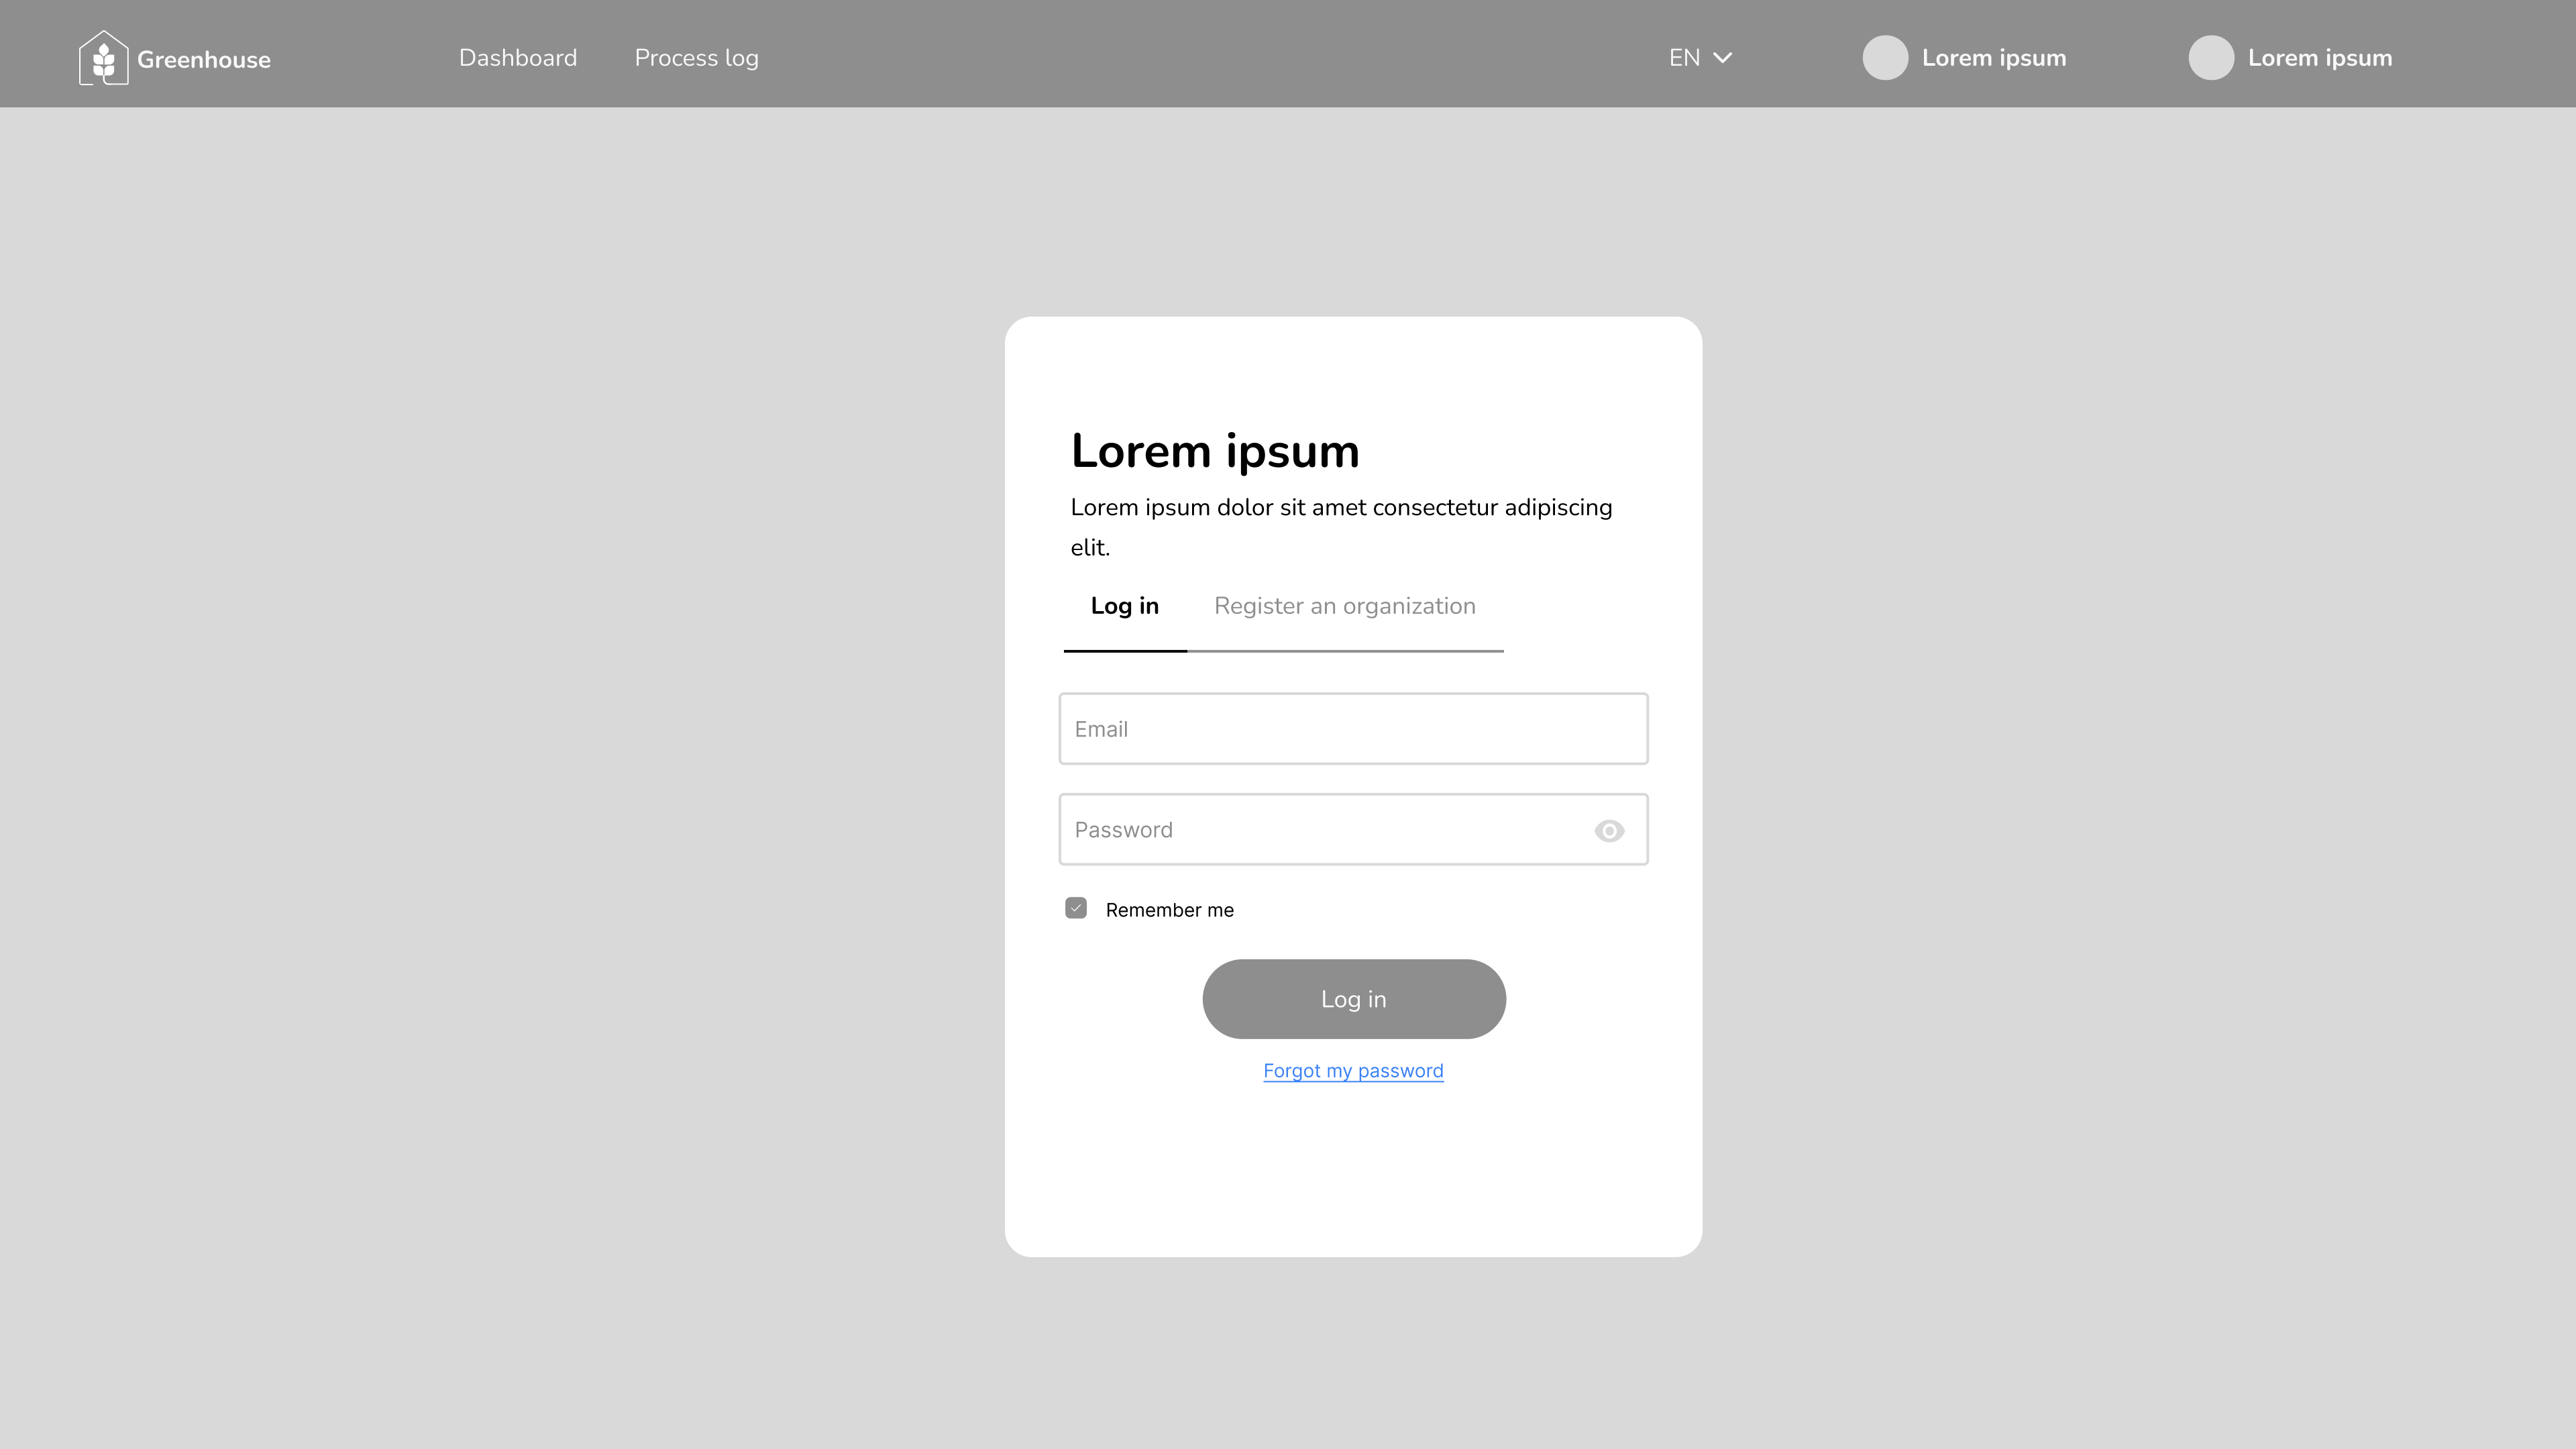 Greenhouse
Dashboard
Process log
EN
Lorem ipsum
Lorem ipsum
Lorem ipsum
Lorem ipsum dolor sit amet consectetur adipiscing
elit.
Log in
Register an organization
Email
Password
Remember me
Log in
Forgot my password